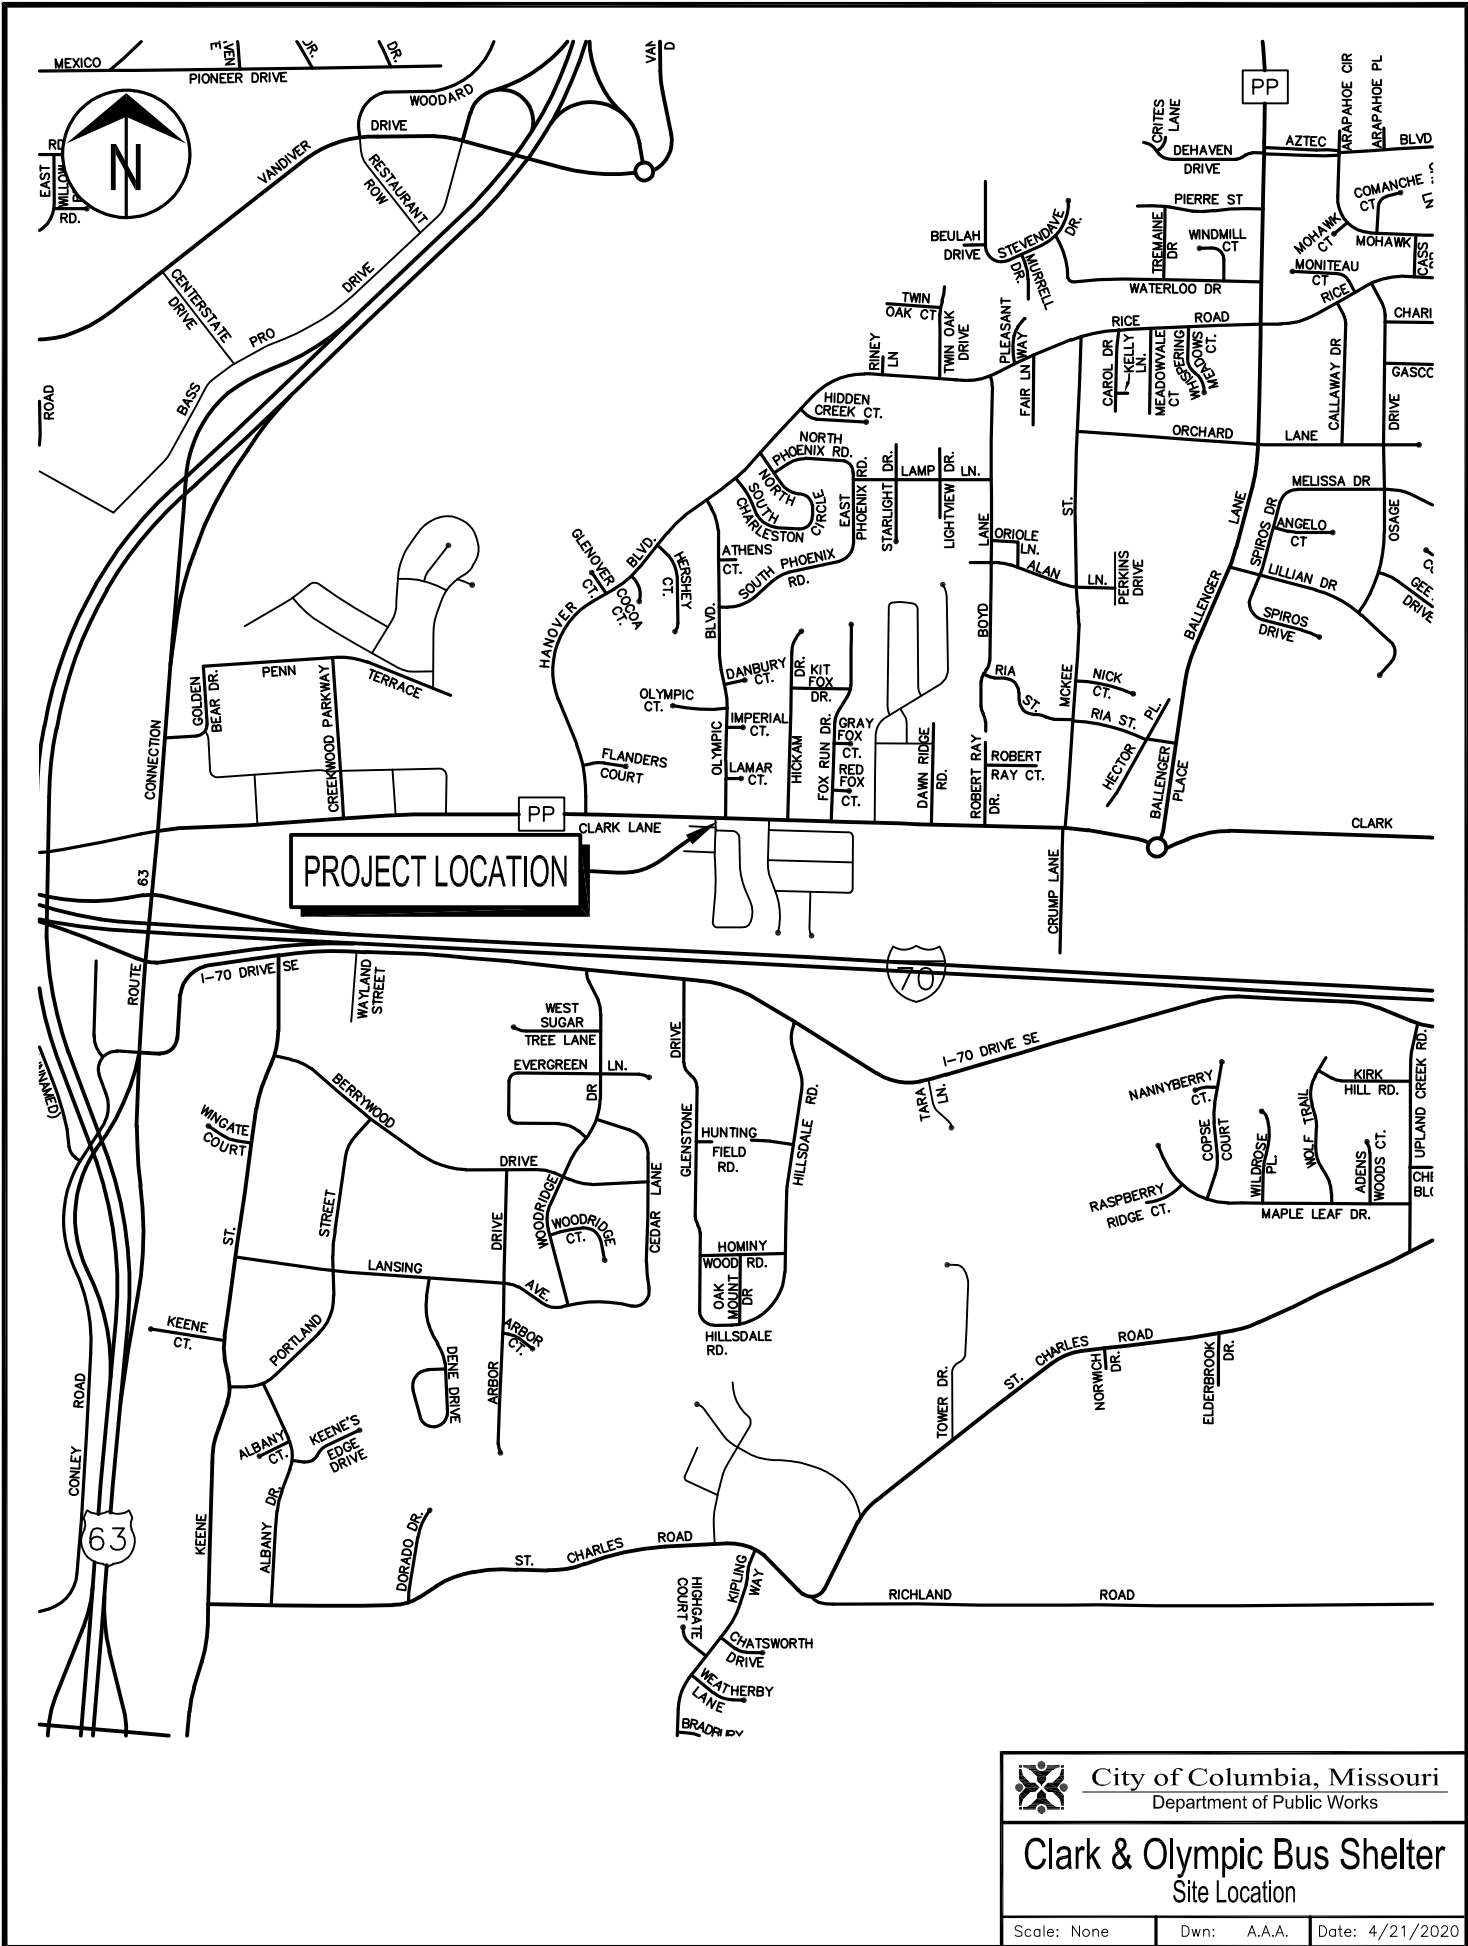 MEXICO
PIONEER DRIVE
DR.
WOODARD
DRIVE
VANDIVER
RESTAURANT
ROW
N
EAST
WILLOW
RD.
CENTERSTATE
DRIVE
BASS
PRO
DRIVE
ROAD
PP
CRITES
LANE
DEHAVEN
DRIVE
AZTEC
ARAPAHOE CIR
ARAPAHOE PL
BLVD
PIERRE ST
COMANCHE
CT
BEULAH
DRIVE
STEVENDAVE
DR.
MURRELL
DR.
TREMAINE
DR
WINDMILL
CT
MOHAWK
CT
MOHAWK
CASS
MONITEAU
CT
WATERLOO DR
TWIN
OAK CT
TWIN OAK
DRIVE
PLEASANT
WAY
RICE
ROAD
RICE
CHARI
RINEY
LN
FAIR LN
CAROL DR
KELLY
LN.
MEADOWVALE
CT
WHISPERING
MEADOWS
CT.
CALLAWAY DR
GASCO
DRIVE
HIDDEN
CREEK CT.
ORCHARD
LANE
NORTH
PHOENIX RD.
NORTH
SOUTH
CHARLESTON
CIRCLE
EAST
PHOENIX RD.
STARLIGHT DR.
LAMP
LN.
LIGHTVIEW DR.
ST.
LANE
MELISSA DR
SPIROS DR
ANGELO
CT
OSAGE
GLENOVER
CT.
BLVD.
HERSHEY
CT.
COCOA
CT.
ATHENS
CT.
SOUTH PHOENIX
RD.
LANE
ORIOLE
LN.
ALAN
LN.
PERKINS
DRIVE
LILLIAN DR
SPIROS
DRIVE
DRIVE
HANOVER
BLVD.
BOYD
BALLENGER
PENN
TERRACE
GOLDEN
BEAR DR.
CREEKWOOD PARKWAY
OLYMPIC
CT.
DANBURY
CT.
DR.
KIT
FOX
DR.
RIA
ST.
MCKEE
NICK
CT.
RIA ST.
PL.
HECTOR
BALLENGER
PLACE
IMPERIAL
CT.
OLYMPIC
LAMAR
CT.
HICKAM
FOX RUN DR.
GRAY
FOX
CT.
RED
FOX
CT.
DAWN RIDGE
RD.
ROBERT RAY
DR.
ROBERT
RAY CT.
FLANDERS
COURT
CONNECTION
PP
CLARK LANE
CLARK
PROJECT LOCATION
63
CRUMP LANE
ROUTE
I-70 DRIVE SE
WAYLAND
STREET
70
WEST
SUGAR
TREE LANE
EVERGREEN
LN.
DR
DRIVE
I-70 DRIVE SE
TARA
LN.
NANNYBERRY
CT.
KIRK
HILL RD.
UPLAND CREEK RD.
BERRYWOOD
WINGATE
COURT
HUNTING
FIELD
RD.
GLENSTONE
HILLSDALE
RD.
COPSE
COURT
WILDROSE
PL.
WOLF TRAIL
ADENS
WOODS CT.
DRIVE
RASPBERRY
RIDGE CT.
MAPLE LEAF DR.
STREET
DRIVE
WOODRIDGE
WOODRIDGE
CT.
CEDAR
LANE
ST.
LANSING
AVE.
HOMINY
WOOD
RD.
OAK
MOUNT
DR
HILLSDALE
RD.
KEENE
CT.
PORTLAND
ARBOR
CT.
ARBOR
DENE DRIVE
ST.
CHARLES
ROAD
NORWICH
DR.
ELDERBROOK
DR.
TOWER DR.
ROAD
CONLEY
ALBANY
CT.
KEENE'S
EDGE
DRIVE
63
KEENE
ALBANY
DR.
DORADO DR.
ST.
CHARLES
ROAD
KIPLING
WAY
HIGHGATE
COURT
RICHLAND
ROAD
CHATSWORTH
DRIVE
WEATHERBY
LANE
City of Columbia, Missouri
Department of Public Works
Clark & Olympic Bus Shelter
Site Location
Scale: None
Dwn: A.A.A.
Date: 4/21/2020